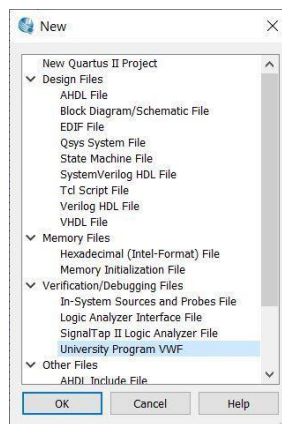 New
New Quartus II Project
Design Files
AHDL File
Block Diagram/Schematic File
EDIF File
Qsys System File
State Machine File
SystemVerilog HDL File
Tcl Script File
Verilog HDL File
VHDL File
Memory Files
Hexadecimal (Intel-Format) File
Memory Initialization File
Verification/Debugging Files
In-System Sources and Probes File
Logic Analyzer Interface File
SignalTap II Logic Analyzer File
University Program VWF
Other Files
AHDL Include File
OK Cancel Help